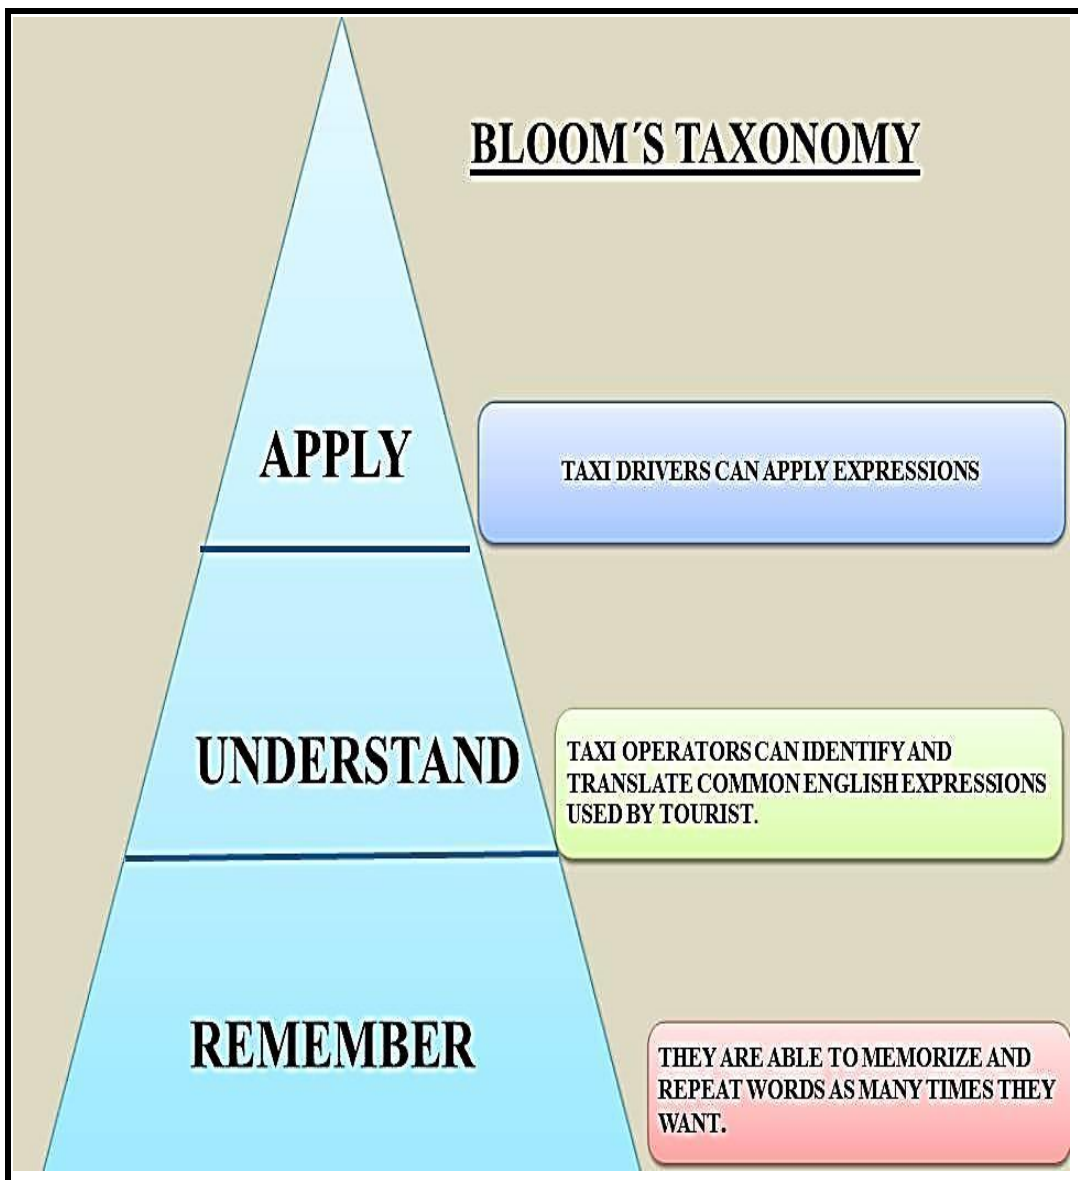 BLOOM´S TAXONOMY
APPLY
TAXI DRIVERS CAN APPLY EXPRESSIONS
UNDERSTAND
TAXI OPERATORS CAN IDENTIFY AND
TRANSLATE COMMON ENGLISH EXPRESSIONS
USED BY TOURIST.
REMEMBER
THEY ARE ABLE TO MEMORIZE AND
REPEAT WORDS AS MANY TIMES THEY
WANT.